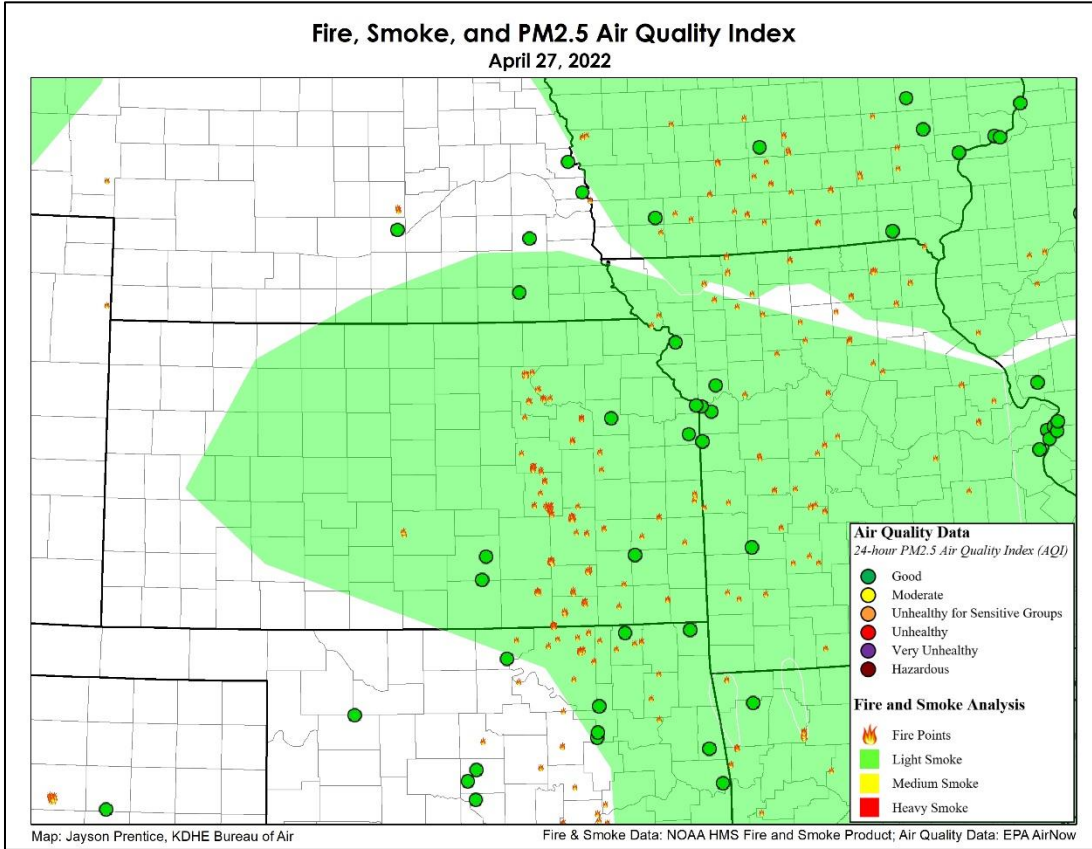 Fire, Smoke, and PM2.5 Air Quality Index
April 27, 2022
Air Quality Data
24-hour PM2.5 Air Quality Index (AQI)
Good
Moderate
Unhealthy for Sensitive Groups
Unhealthy
Very Unhealthy
Hazardous
Fire and Smoke Analysis
Fire Points
Light Smoke
Medium Smoke
Heavy Smoke
Map: Jayson Prentice, KDHE Bureau of Air
Fire & Smoke Data: NOAA HMS Fire and Smoke Product; Air Quality Data: EPA AirNow